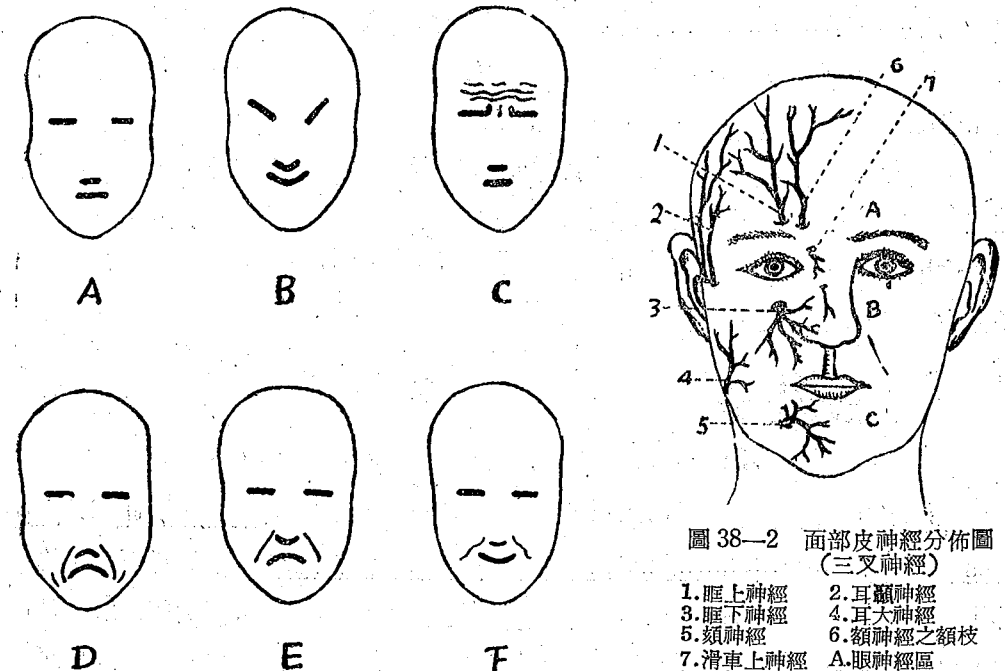 A
B
C
D
E
F
6
7
1
2
3
4
5
A
B
C
圖 38—2 面部皮神經分佈圖
(三叉神經)
1.眶上神經 2.耳顳神經
3.眶下神經 4.耳大神經
5.頦神經 6.額神經之額枝
7.滑車上神經 A.眼神經區